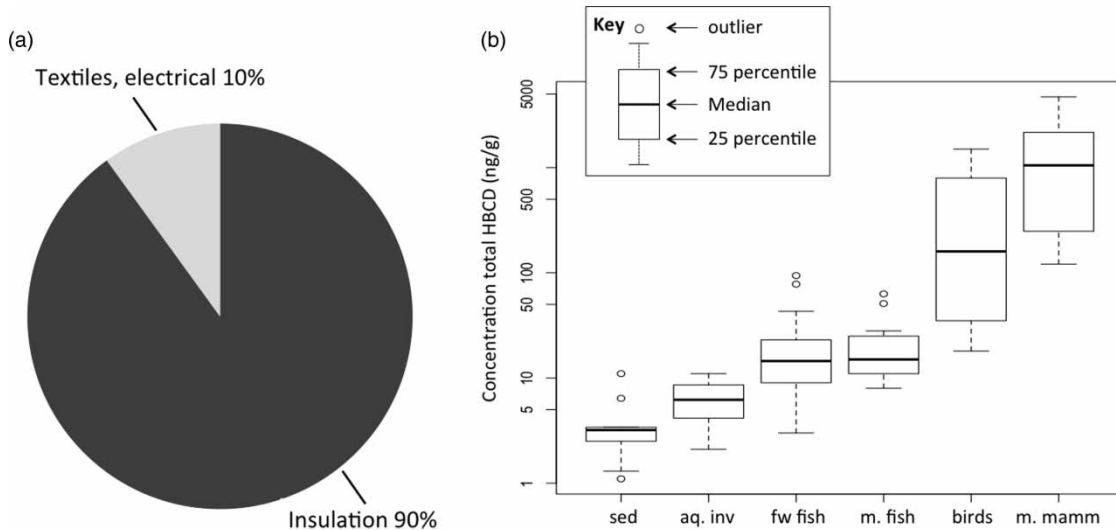 (a)
Textiles, electrical 10%
Insulation 90%
(b)
Key
outlier
75 percentile
Median
25 percentile
Concentration total HBCD (ng/g)
5000
500
100
50
10
5
1
sed aq. inv fw fish m. fish birds m. mamm